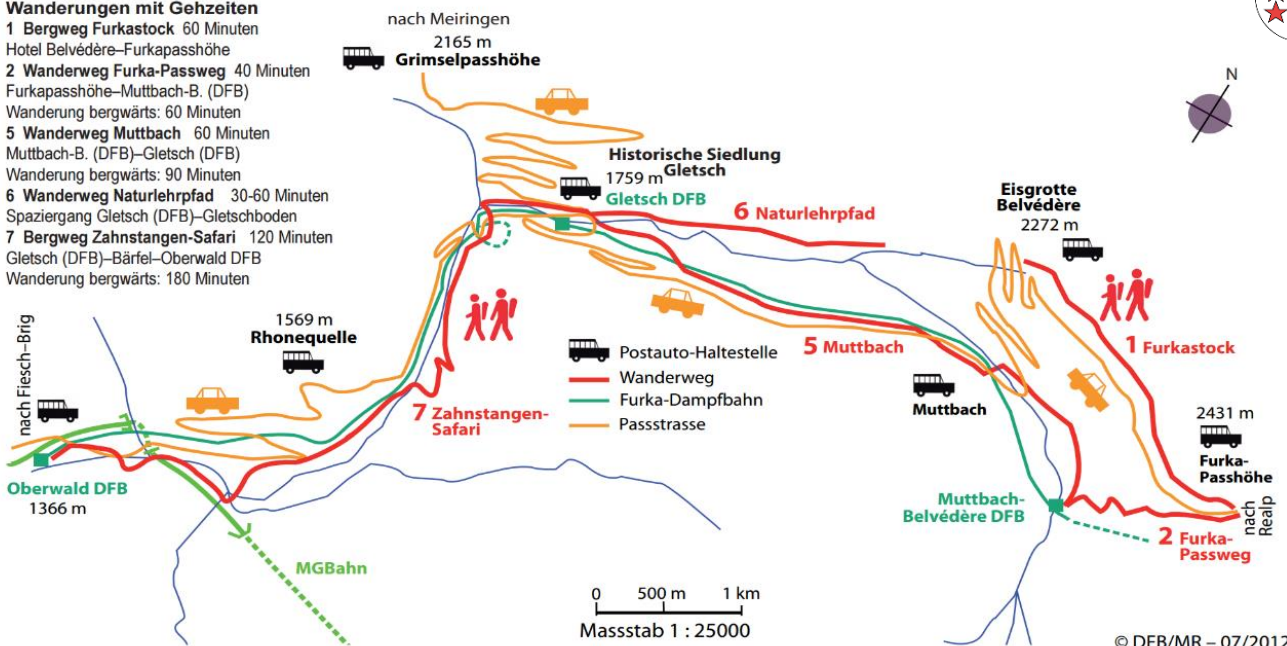 Wanderungen mit Gehzeiten
1 Bergweg Furkastock 60 Minuten
Hotel Belvédère–Furkapasshöhe
2 Wanderweg Furka-Passweg 40 Minuten
Furkapasshöhe–Muttbach-B. (DFB)
Wanderung bergwärts: 60 Minuten
5 Wanderweg Muttbach 60 Minuten
Muttbach-B. (DFB)–Gletsch (DFB)
Wanderung bergwärts: 90 Minuten
6 Wanderweg Naturlehrpfad 30-60 Minuten
Spaziergang Gletsch (DFB)–Gletschboden
7 Bergweg Zahnstangen-Safari 120 Minuten
Gletsch (DFB)–Bärfel–Oberwald DFB
Wanderung bergwärts: 180 Minuten
nach Meiringen
2165 m
Grimselpasshöhe
N
Historische Siedlung
Gletsch
1759 m
Gletsch DFB
6 Naturlehrpfad
Eisgrotte
Belvédère
2272 m
1569 m
Rhonequelle
nach Fiesch–Brig
Postauto-Haltestelle
Wanderweg
Furka-Dampfbahn
Passstrasse
5 Muttbach
1 Furkastock
Muttbach
7 Zahnstangen-
Safari
2431 m
Furka-
Passhöhe
nach
Realp
Oberwald DFB
1366 m
Muttbach-
Belvédère DFB
2 Furka-
Passweg
MGBahn
0 500 m 1 km
Massstab 1 : 25000
© DFB/MR – 07/2012